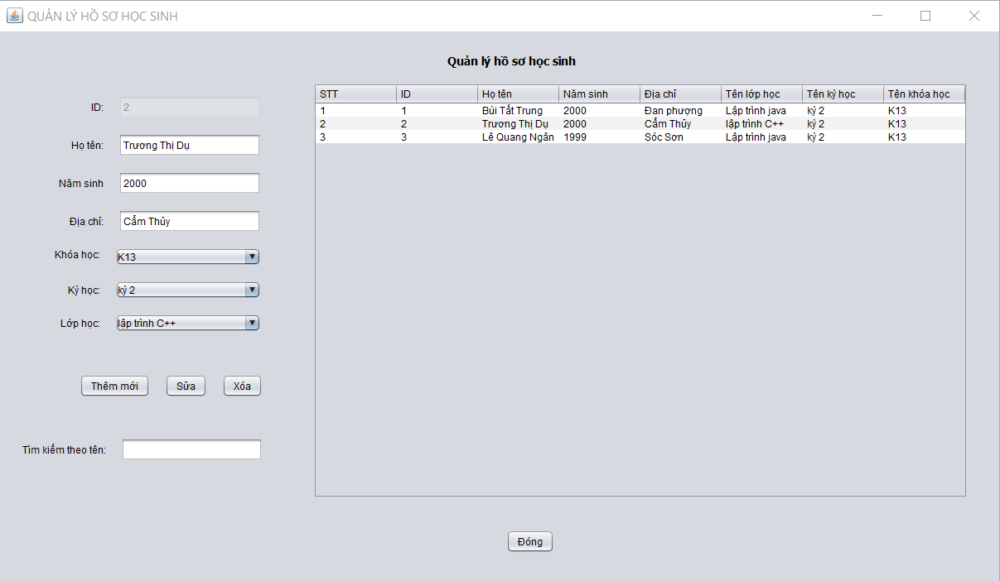 QUẢN LÝ HỒ SƠ HỌC SINH
Quản lý hồ sơ học sinh
ID: 2
Họ tên: Trương Thị Dụ
Năm sinh 2000
Địa chỉ: Cẩm Thủy
Khóa học: K13
Kỳ học: kỳ 2
Lớp học: lập trình C++
Thêm mới Sửa Xóa
Tìm kiếm theo tên:
STT ID Họ tên Năm sinh Địa chỉ Tên lớp học Tên kỳ học Tên khóa học
1 1 Bùi Tất Trung 2000 Đan phượng Lập trình java kỳ 2 K13
2 2 Trương Thị Dụ 2000 Cẩm Thủy lập trình C++ kỳ 2 K13
3 3 Lê Quang Ngân 1999 Sóc Sơn Lập trình java kỳ 2 K13
Đóng